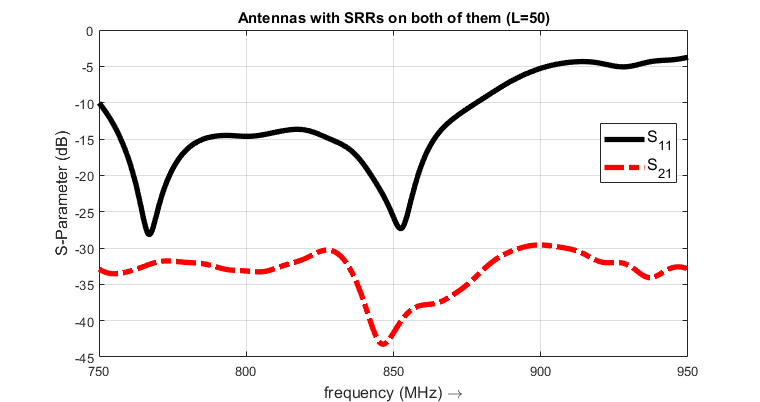 Antennas with SRRs on both of them (L=50)
S-Parameter (dB)
0
-5
-10
-15
-20
-25
-30
-35
-40
-45
S11
S21
750 800 850 900 950
frequency (MHz) →